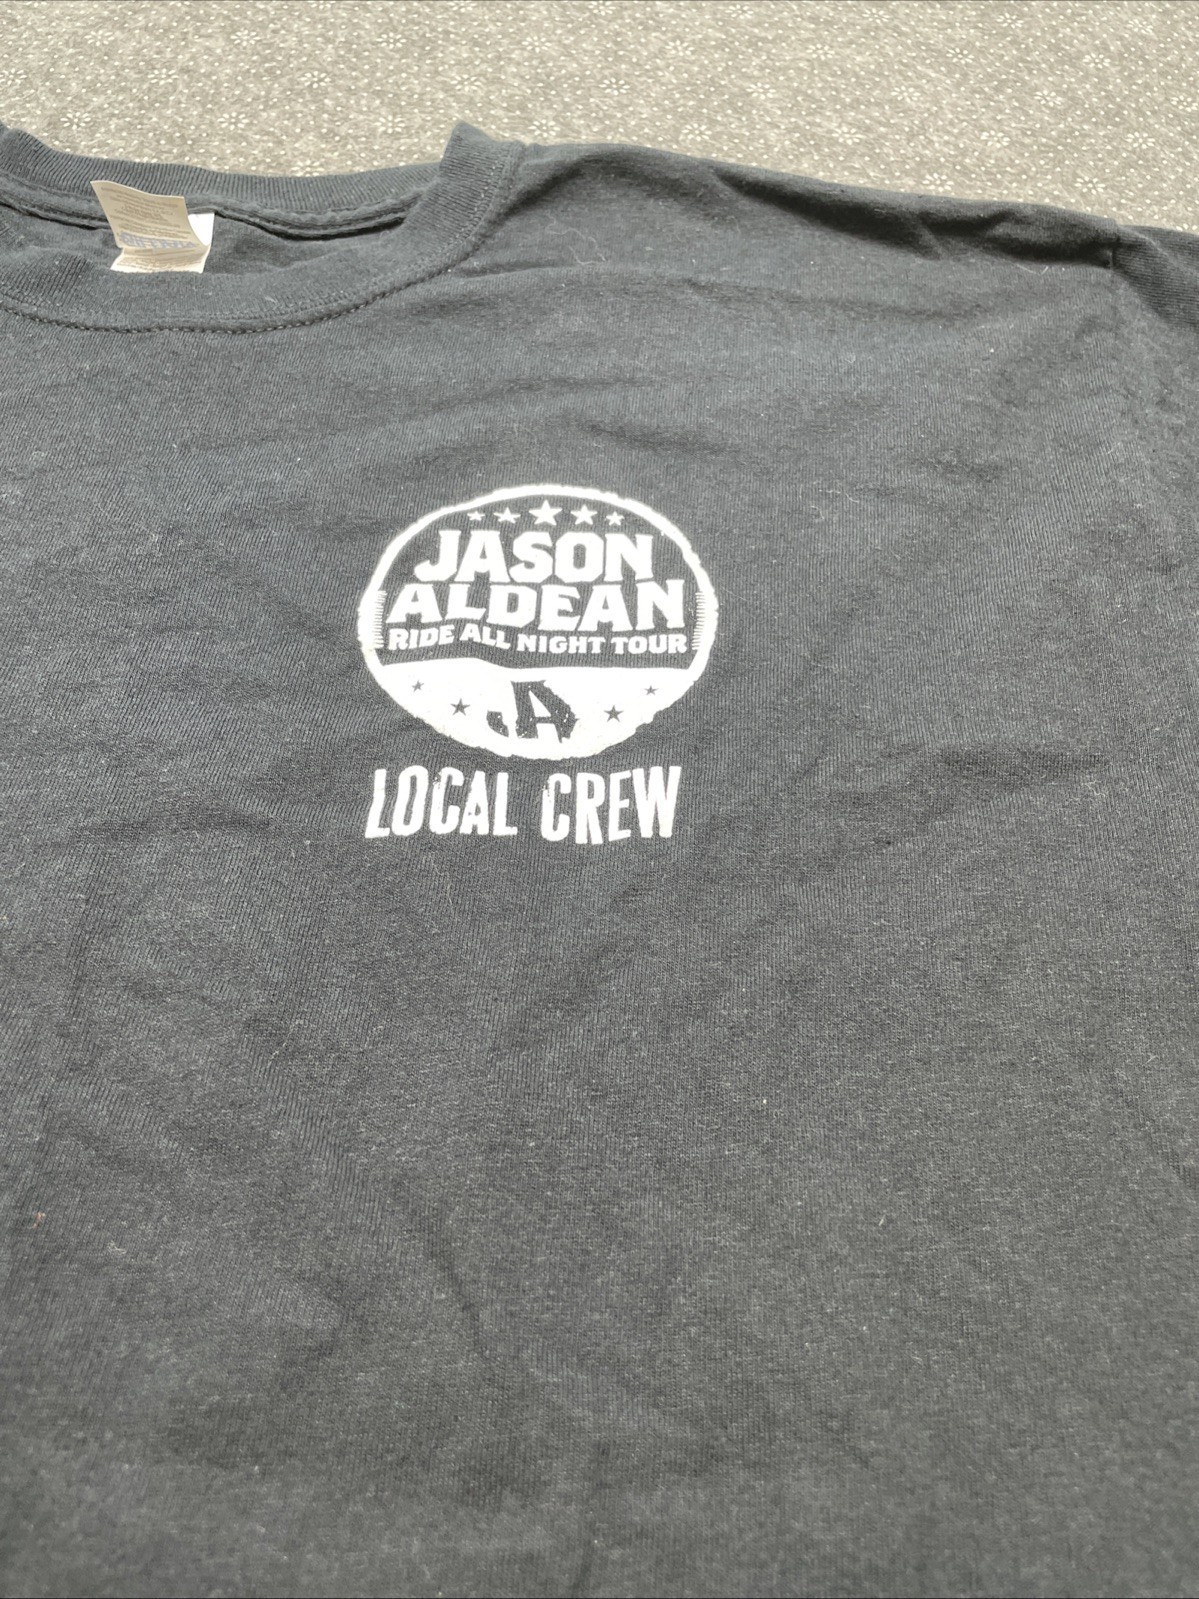 JASON
ALDEAN
RIDE ALL NIGHT TOUR
JA
LOCAL CREW